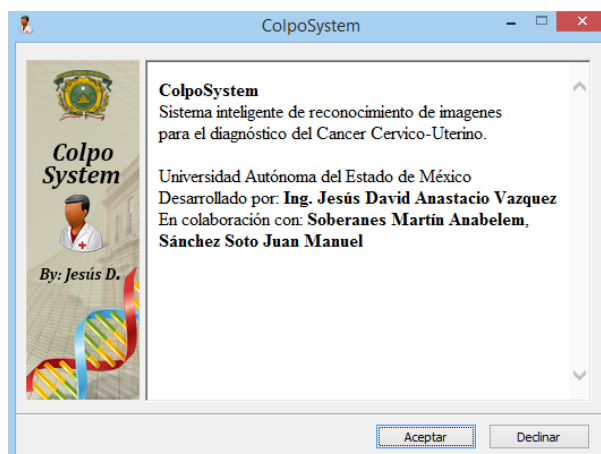 ColpoSystem
Colpo
System
By: Jesús D.
ColpoSystem
Sistema inteligente de reconocimiento de imagenes
para el diagnóstico del Cancer Cervico-Uterino.
Universidad Autónoma del Estado de México
Desarrollado por: Ing. Jesús David Anastacio Vazquez
En colaboración con: Soberanes Martín Anabelem,
Sánchez Soto Juan Manuel
Aceptar
Declinar